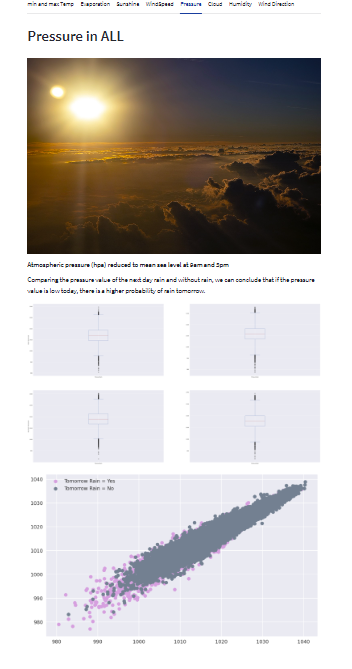 min and max Temp Evaporation Sunshine WindSpeed Pressure Cloud Humidity Wind Direction
Pressure in ALL
Atmospheric pressure (hpa) reduced to mean sea level at 9am and 3pm
Comparing the pressure value of the next day rain and without rain, we can conclude that if the pressure
value is low today, there is a higher probability of rain tomorrow.
1040
Tomorrow Rain = Yes
Tomorrow Rain = No
1030
1020
1010
1000
990
980
980 990 1000 1010 1020 1030 1040